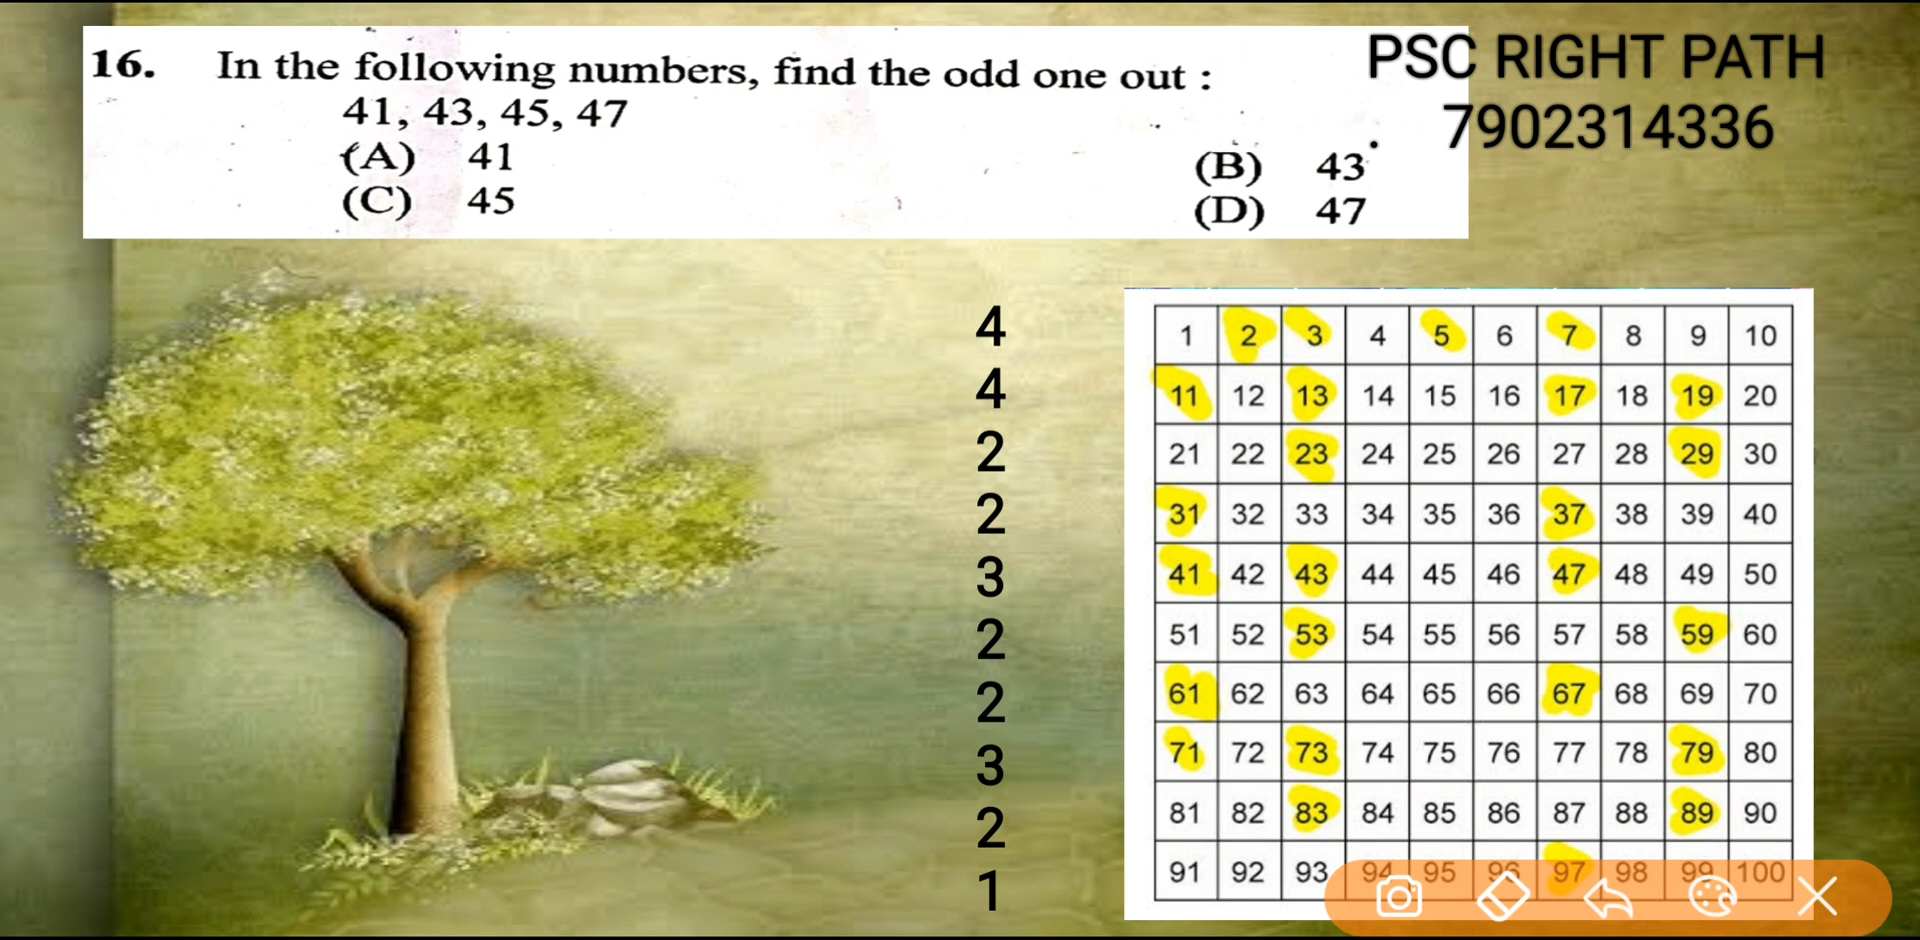 16. In the following numbers, find the odd one out :
41, 43, 45, 47
(A) 41
(B) 43
(C) 45
(D) 47
PSC RIGHT PATH
7902314336
4
4
2
2
3
2
2
3
2
1
1 2 3 4 5 6 7 8 9 10
11 12 13 14 15 16 17 18 19 20
21 22 23 24 25 26 27 28 29 30
31 32 33 34 35 36 37 38 39 40
41 42 43 44 45 46 47 48 49 50
51 52 53 54 55 56 57 58 59 60
61 62 63 64 65 66 67 68 69 70
71 72 73 74 75 76 77 78 79 80
81 82 83 84 85 86 87 88 89 90
91 92 93 94 95 96 97 98 99 100